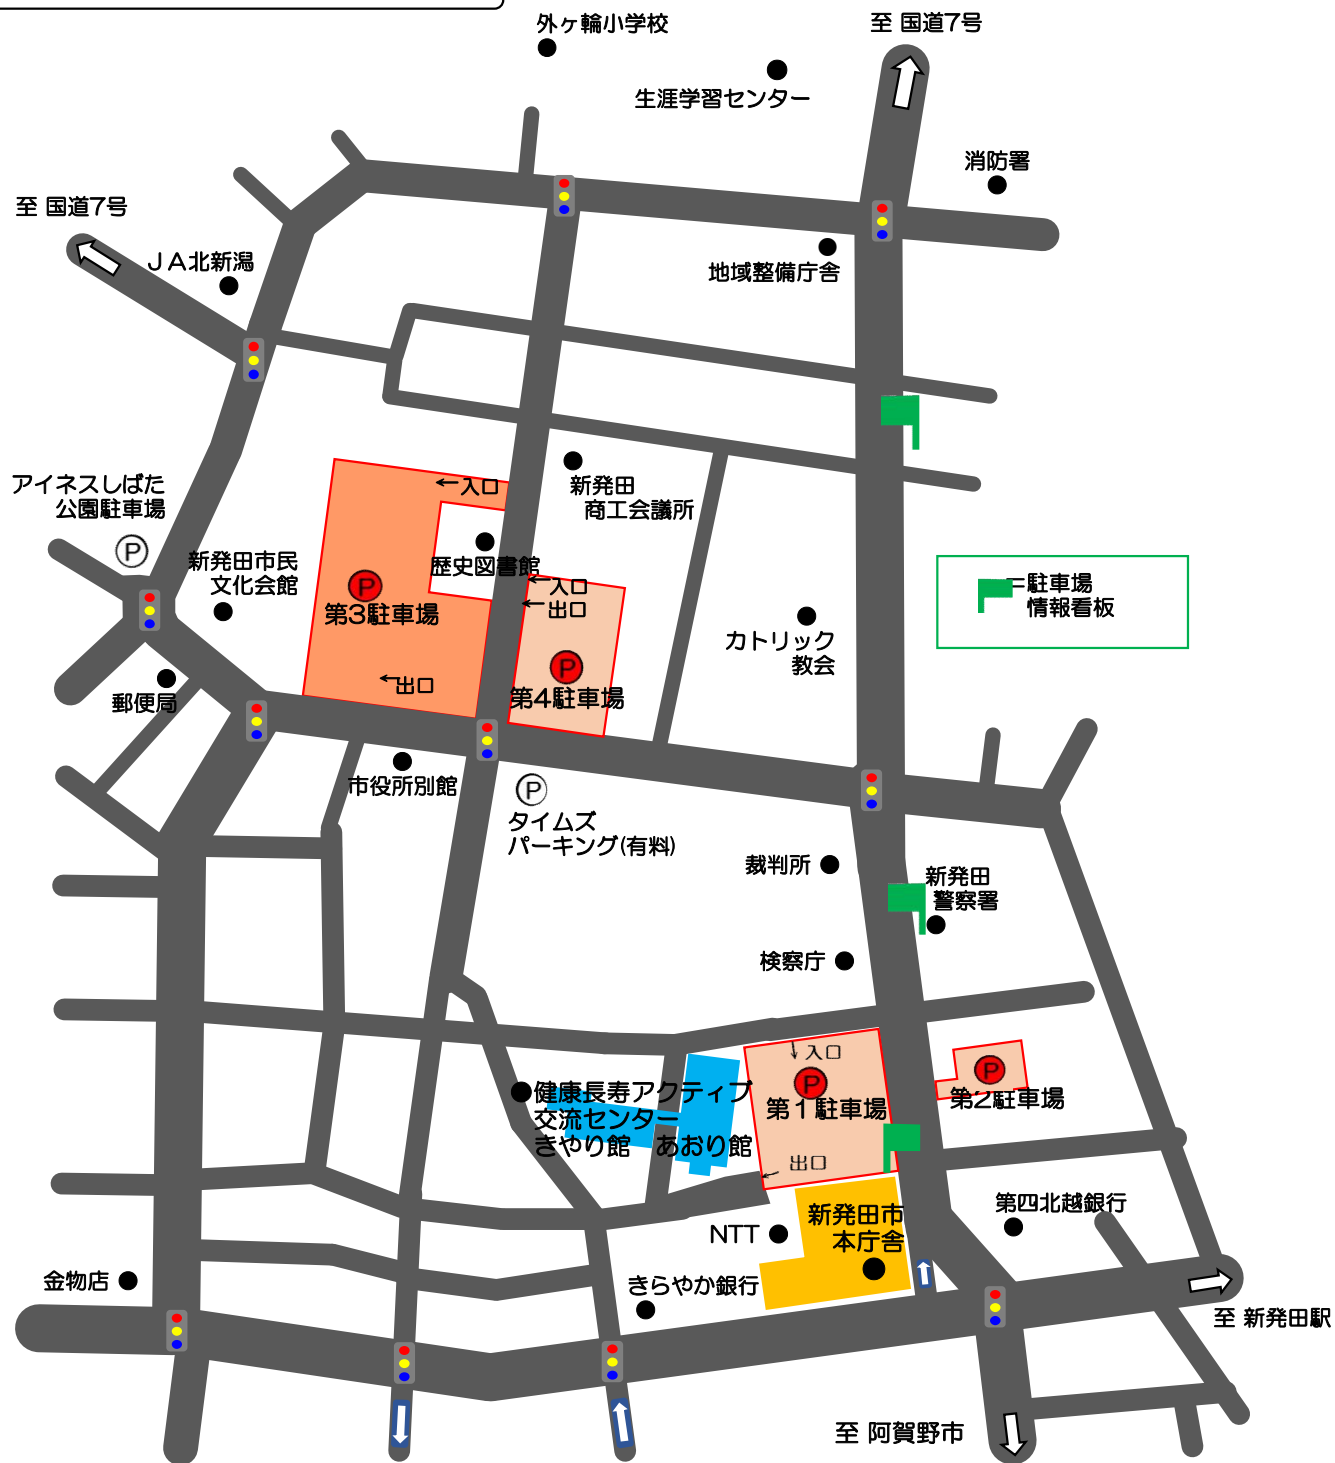 外ヶ輪小学校
至 国道7号
生涯学習センター
消防署
至 国道7号
JA北新潟
地域整備庁舎
アイネスしばた
公園駐車場
P
新発田市民
文化会館
←入口
新発田
商工会議所
歴史図書館
P
第3駐車場
←入口
←出口
P
第4駐車場
←出口
カトリック
教会
=駐車場
情報看板
郵便局
市役所別館
P
タイムズ
パーキング(有料)
裁判所
新発田
警察署
検察庁
↓入口
P
第1駐車場
P
第2駐車場
健康長寿アクティブ
交流センター
きやり館 あおり館
←出口
第四北越銀行
NTT
新発田市
本庁舎
金物店
きらやか銀行
至 新発田駅
至 阿賀野市